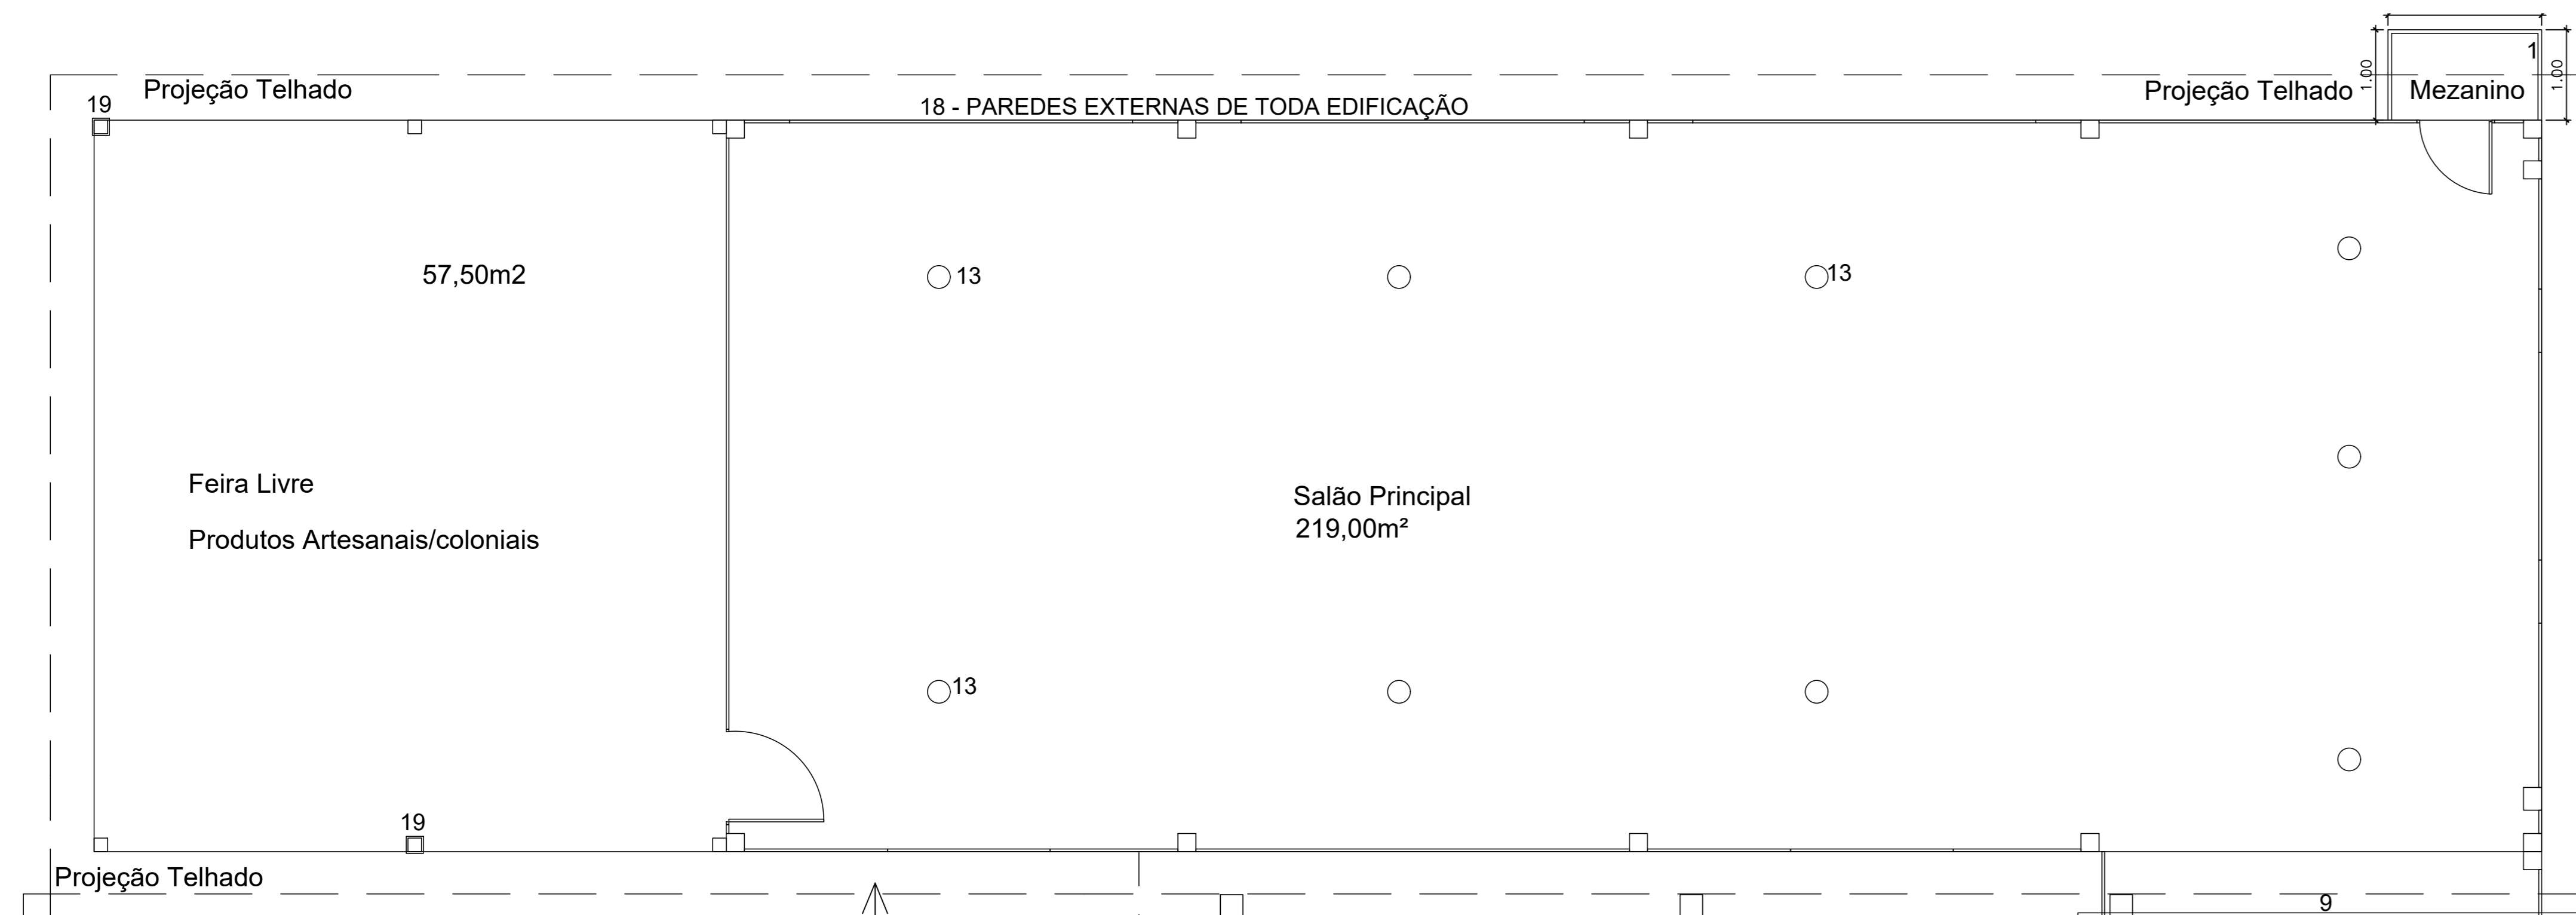 1
1.00
1.00
Projeção Telhado
Projeção Telhado
Mezanino
19
18 - PAREDES EXTERNAS DE TODA EDIFICAÇÃO
57,50m2
13
13
Feira Livre
Produtos Artesanais/coloniais
Salão Principal
219,00m²
13
19
Projeção Telhado
9